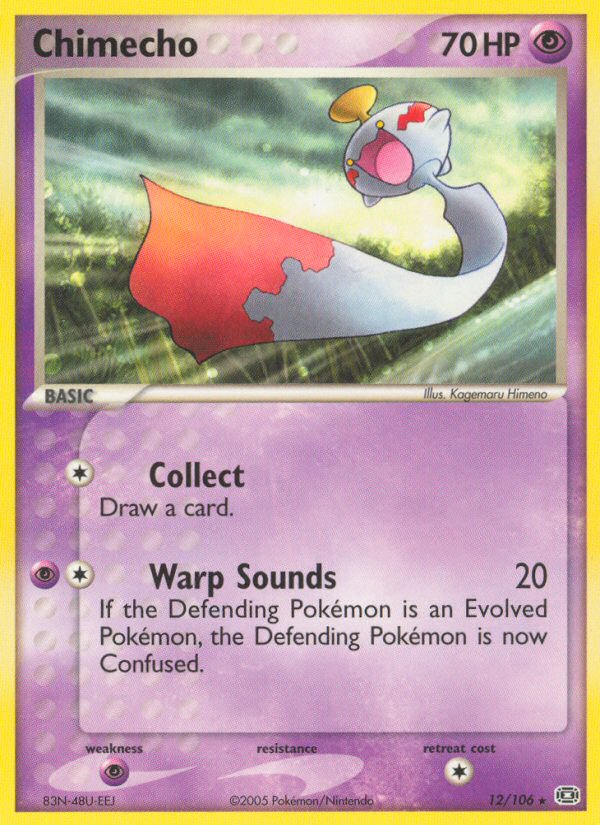 Chimecho 70 HP
BASIC
Illus. Kagemaru Himeno
Collect
Draw a card.
Warp Sounds 20
If the Defending Pokémon is an Evolved
Pokémon, the Defending Pokémon is now
Confused.
weakness resistance retreat cost
83N-48U-EEJ ©2005 Pokémon/Nintendo 12/106 ★